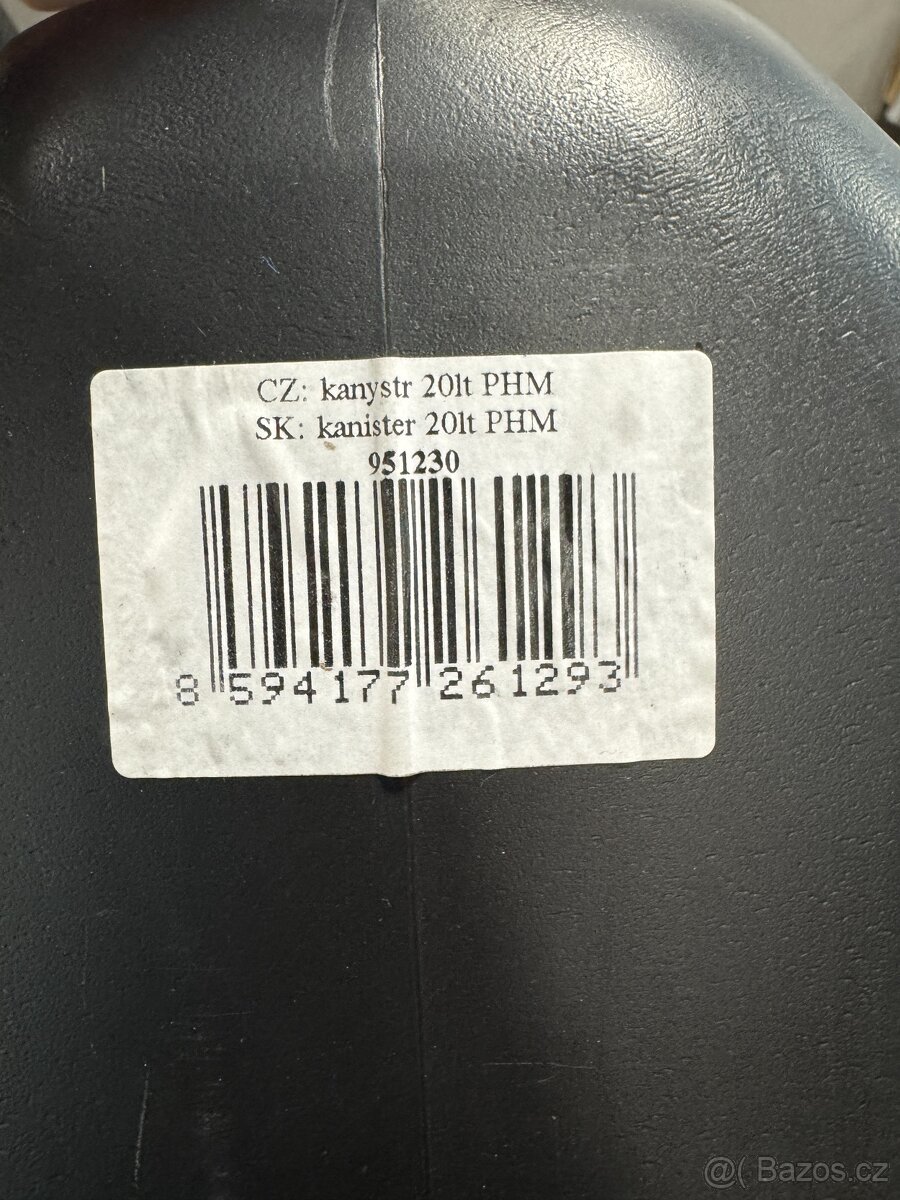 CZ: kanystr 20lt PHM
SK: kanister 20lt PHM
951230
8 594177 261293
@( Bazos.cz